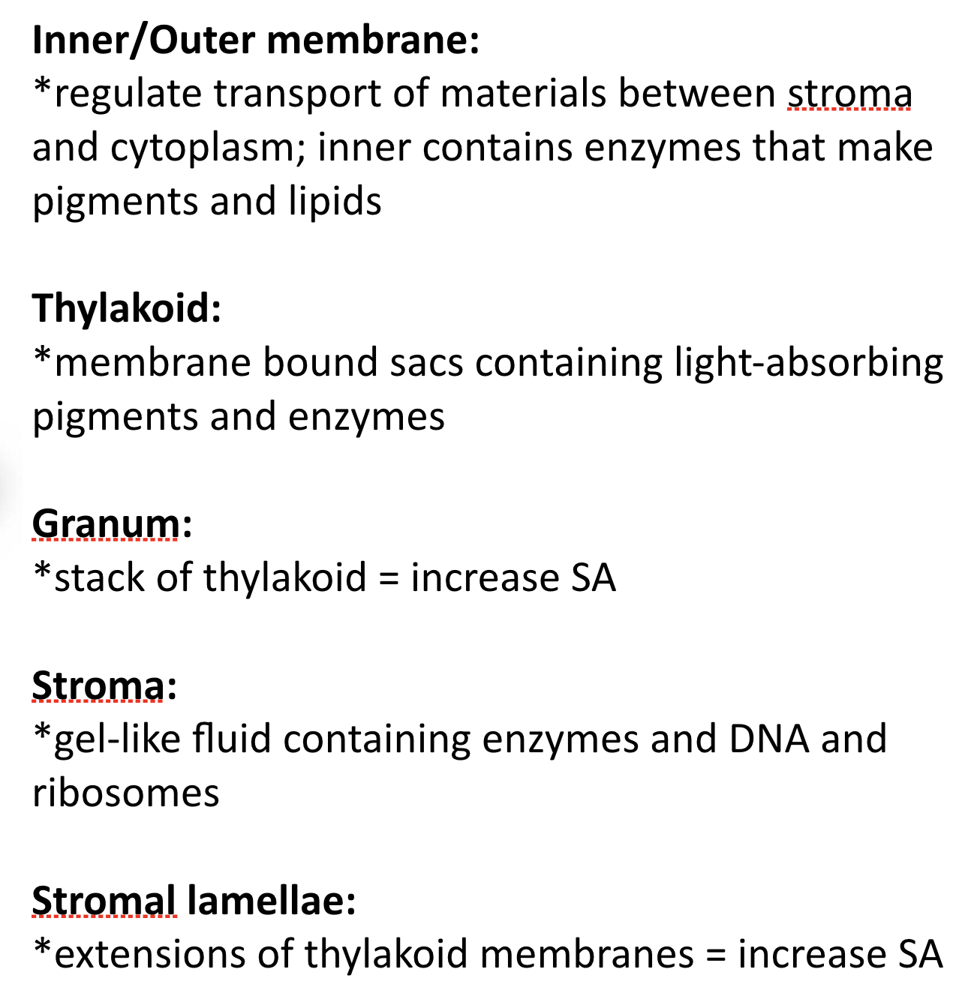 Inner/Outer membrane:
*regulate transport of materials between stroma
and cytoplasm; inner contains enzymes that make
pigments and lipids
Thylakoid:
*membrane bound sacs containing light-absorbing
pigments and enzymes
Granum:
*stack of thylakoid = increase SA
Stroma:
*gel-like fluid containing enzymes and DNA and
ribosomes
Stromal lamellae:
*extensions of thylakoid membranes = increase SA